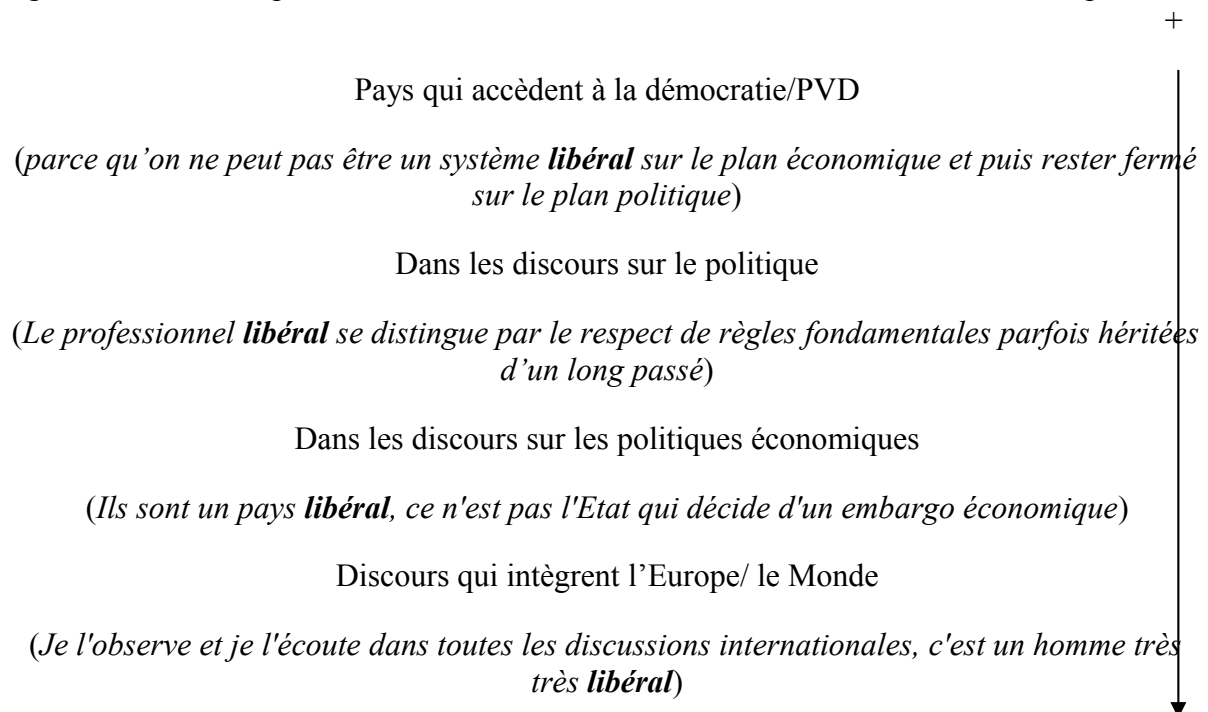 +
Pays qui accèdent à la démocratie/PVD
(parce qu’on ne peut pas être un système libéral sur le plan économique et puis rester fermé
sur le plan politique)
Dans les discours sur le politique
(Le professionnel libéral se distingue par le respect de règles fondamentales parfois héritées
d’un long passé)
Dans les discours sur les politiques économiques
(Ils sont un pays libéral, ce n'est pas l'Etat qui décide d'un embargo économique)
Discours qui intègrent l’Europe/ le Monde
(Je l'observe et je l'écoute dans toutes les discussions internationales, c'est un homme très
très libéral)